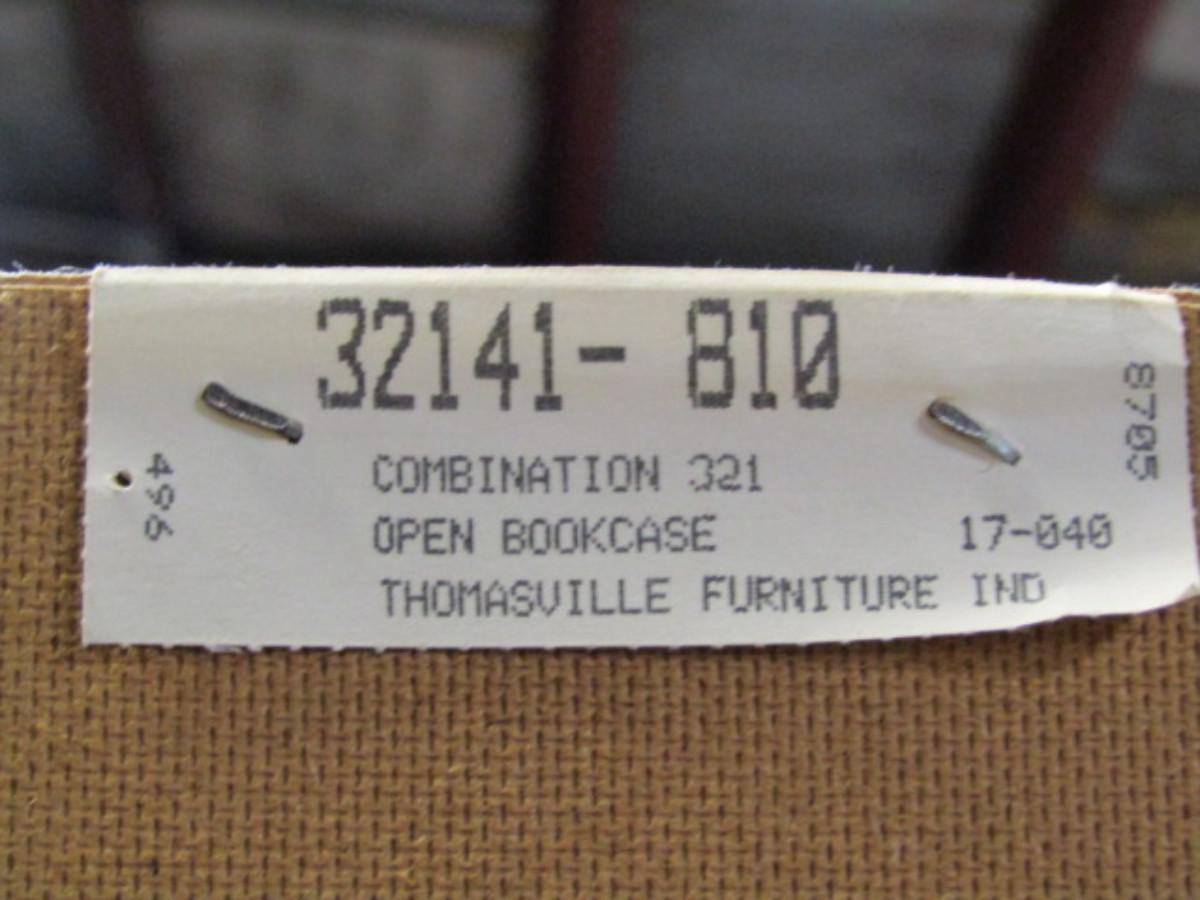 32141- 810
8705
496
COMBINATION 321
OPEN BOOKCASE 17-040
THOMASVILLE FURNITURE IND